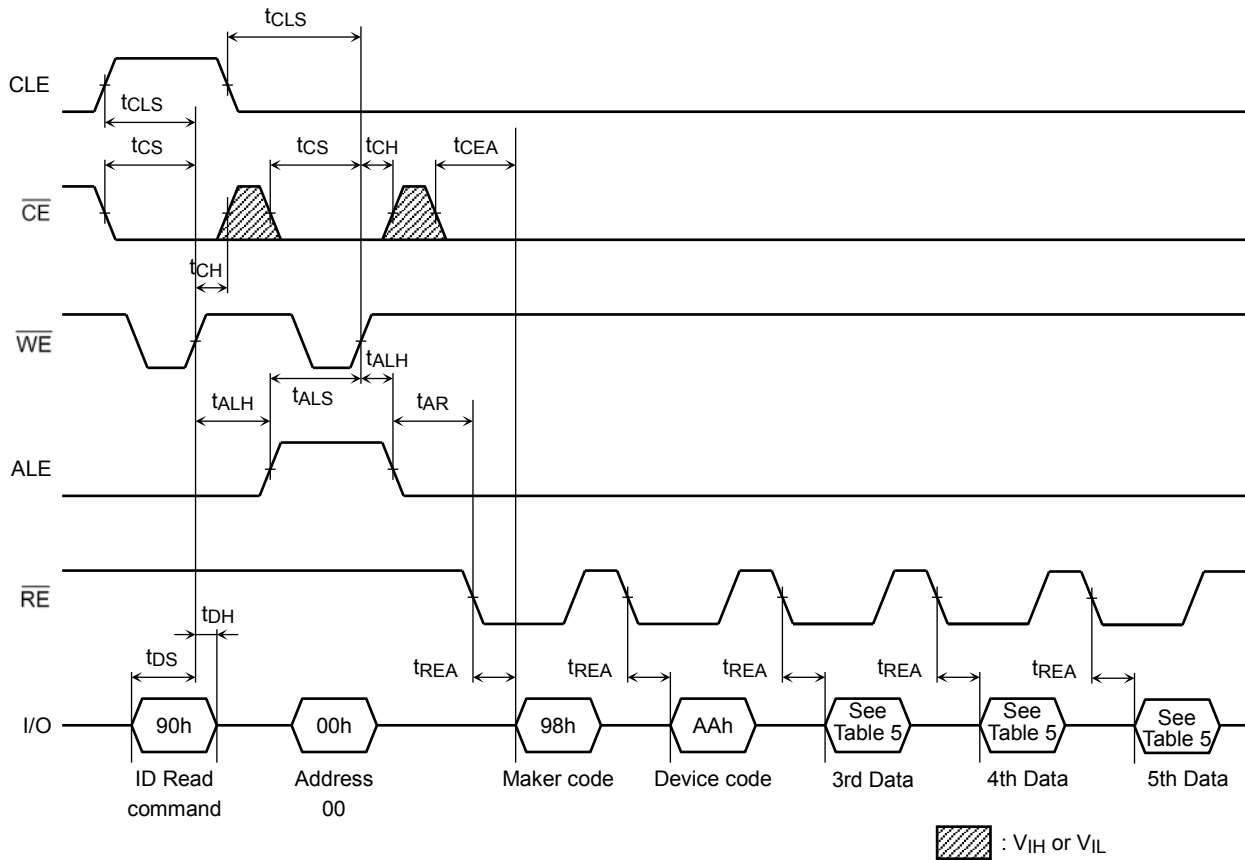 tCLS
CLE
tCLS
tCS
tCS
tCH
tCEA
CE
tCH
WE
tALH
tALH
tALS
tAR
ALE
RE
tDH
tDS
tREA
tREA
tREA
tREA
tREA
I/O
90h
00h
98h
AAh
See
Table 5
See
Table 5
See
Table 5
ID Read
command
Address
00
Maker code
Device code
3rd Data
4th Data
5th Data
: VIH or VIL